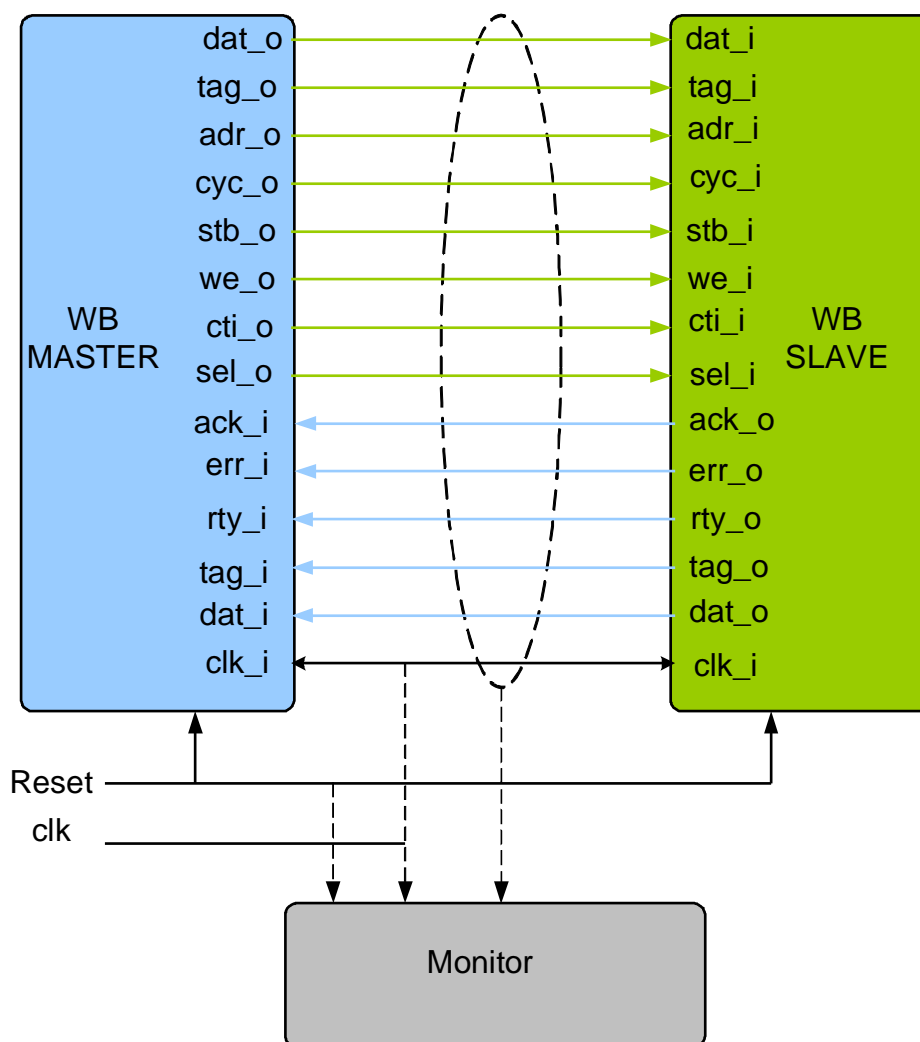 dat_o dat_i
tag_o tag_i
adr_o adr_i
cyc_o cyc_i
stb_o stb_i
we_o we_i
WB
MASTER
cti_o cti_i
WB
SLAVE
sel_o sel_i
ack_i ack_o
err_i err_o
rty_i rty_o
tag_i tag_o
dat_i dat_o
clk_i clk_i
Reset
clk
Monitor